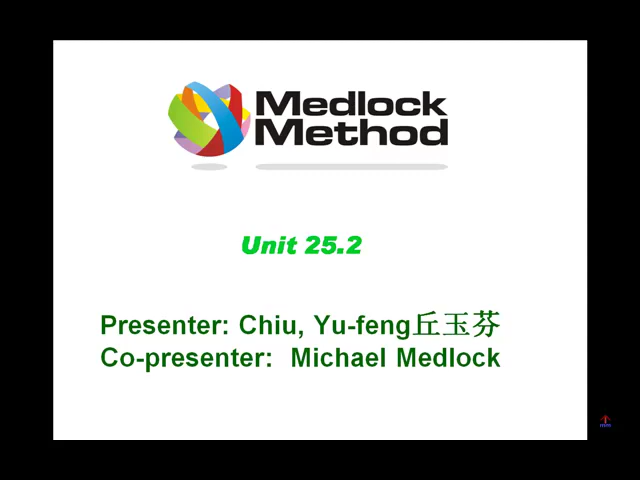 Medlock
Method
Unit 25.2
Presenter: Chiu, Yu-feng丘玉芬
Co-presenter: Michael Medlock